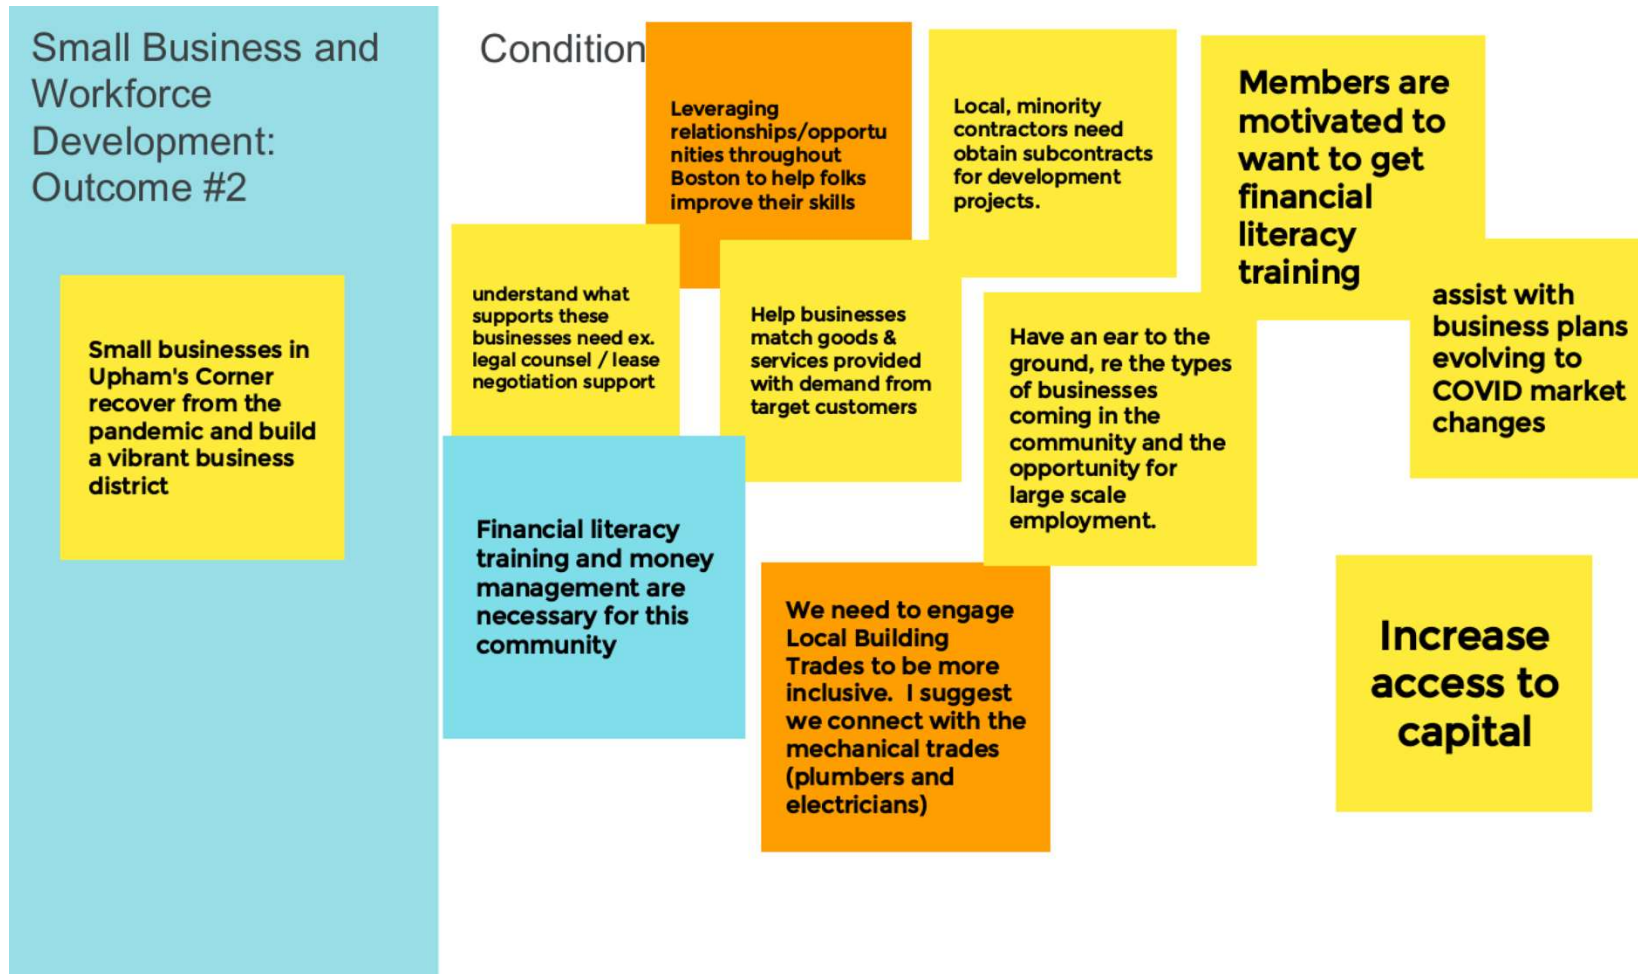 Small Business and
Workforce
Development:
Outcome #2
Small businesses in
Upham's Corner
recover from the
pandemic and build
a vibrant business
district
Condition
Leveraging
relationships/opportu
nities throughout
Boston to help folks
improve their skills
Local, minority
contractors need
obtain subcontracts
for development
projects.
Members are
motivated to
want to get
financial
literacy
training
understand what
supports these
businesses need ex.
legal counsel / lease
negotiation support
Help businesses
match goods &
services provided
with demand from
target customers
Have an ear to the
ground, re the types
of businesses
coming in the
community and the
opportunity for
large scale
employment.
assist with
business plans
evolving to
COVID market
changes
Financial literacy
training and money
management are
necessary for this
community
We need to engage
Local Building
Trades to be more
inclusive.  I suggest
we connect with the
mechanical trades
(plumbers and
electricians)
Increase
access to
capital